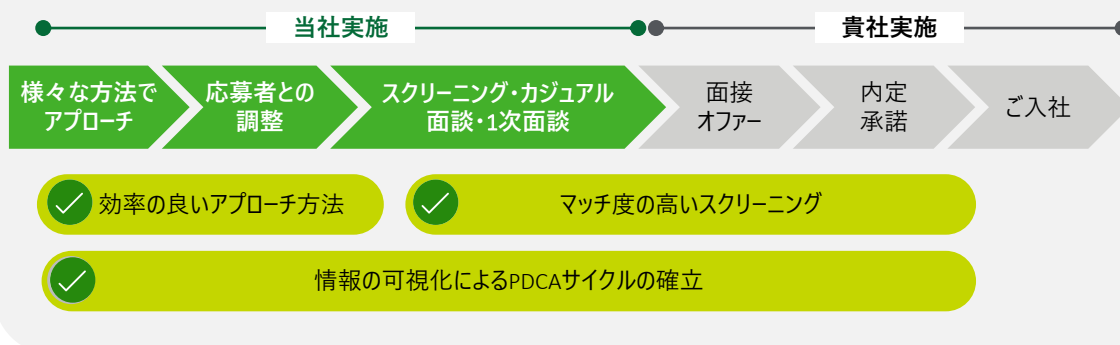 当社実施
貴社実施
様々な方法で
アプローチ
応募者との
調整
スクリーニング・カジュアル
面談・1次面談
面接
オファー
内定
承諾
ご入社
効率の良いアプローチ方法
マッチ度の高いスクリーニング
情報の可視化によるPDCAサイクルの確立